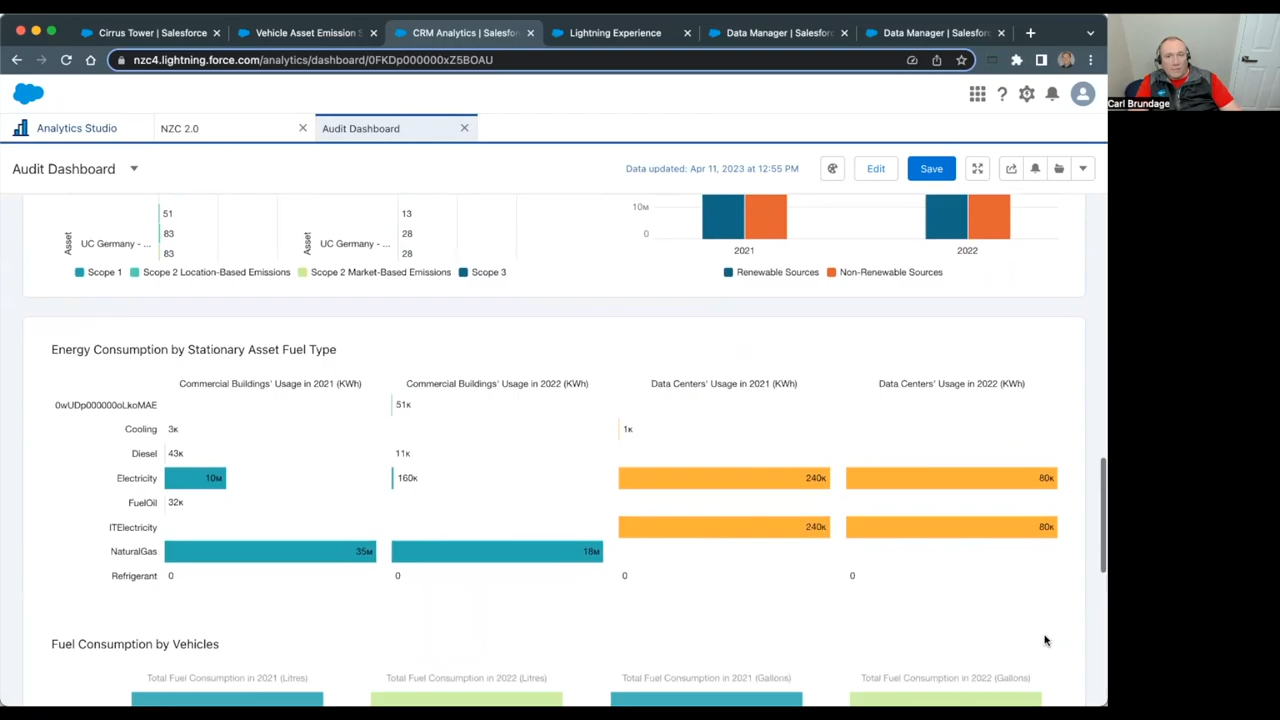 Cirrus Tower | Salesforce
Vehicle Asset Emission S
CRM Analytics | Salesfor
Lightning Experience
Data Manager | Salesforc
Data Manager | Salesforc
nzc4.lightning.force.com/analytics/dashboard/0FKDp000000xZ5BOAU
Carl Brundage
Analytics Studio
NZC 2.0
Audit Dashboard
Audit Dashboard
Data updated: Apr 11, 2023 at 12:55 PM
Edit
Save
Asset
51
83
UC Germany - ...
83
Asset
13
28
UC Germany - ...
28
10M
0
2021
2022
Scope 1
Scope 2 Location-Based Emissions
Scope 2 Market-Based Emissions
Scope 3
Renewable Sources
Non-Renewable Sources
Energy Consumption by Stationary Asset Fuel Type
Commercial Buildings' Usage in 2021 (KWh)
Commercial Buildings' Usage in 2022 (KWh)
Data Centers' Usage in 2021 (KWh)
Data Centers' Usage in 2022 (KWh)
0wUDp000000oLkoMAE
51K
Cooling
3K
1K
Diesel
43K
11K
Electricity
10M
160K
240K
80K
FuelOil
32K
ITElectricity
240K
80K
NaturalGas
35M
18M
Refrigerant
0
0
0
0
Fuel Consumption by Vehicles
Total Fuel Consumption in 2021 (Litres)
Total Fuel Consumption in 2022 (Litres)
Total Fuel Consumption in 2021 (Gallons)
Total Fuel Consumption in 2022 (Gallons)